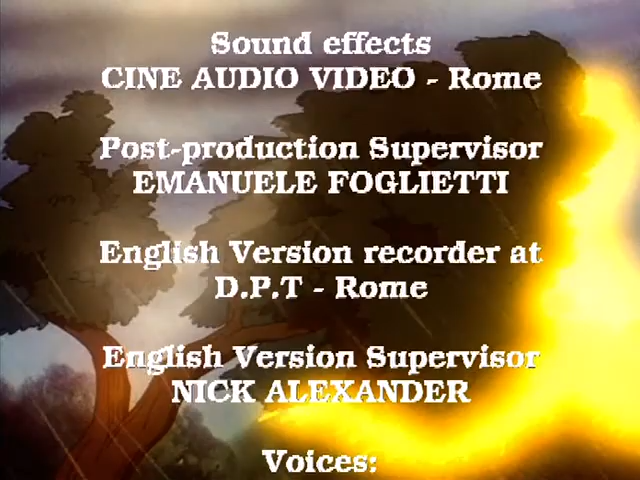 Sound effects
CINE AUDIO VIDEO - Rome
Post-production Supervisor
EMANUELE FOGLIETTI
English Version recorder at
D.P.T - Rome
English Version Supervisor
NICK ALEXANDER
Voices: